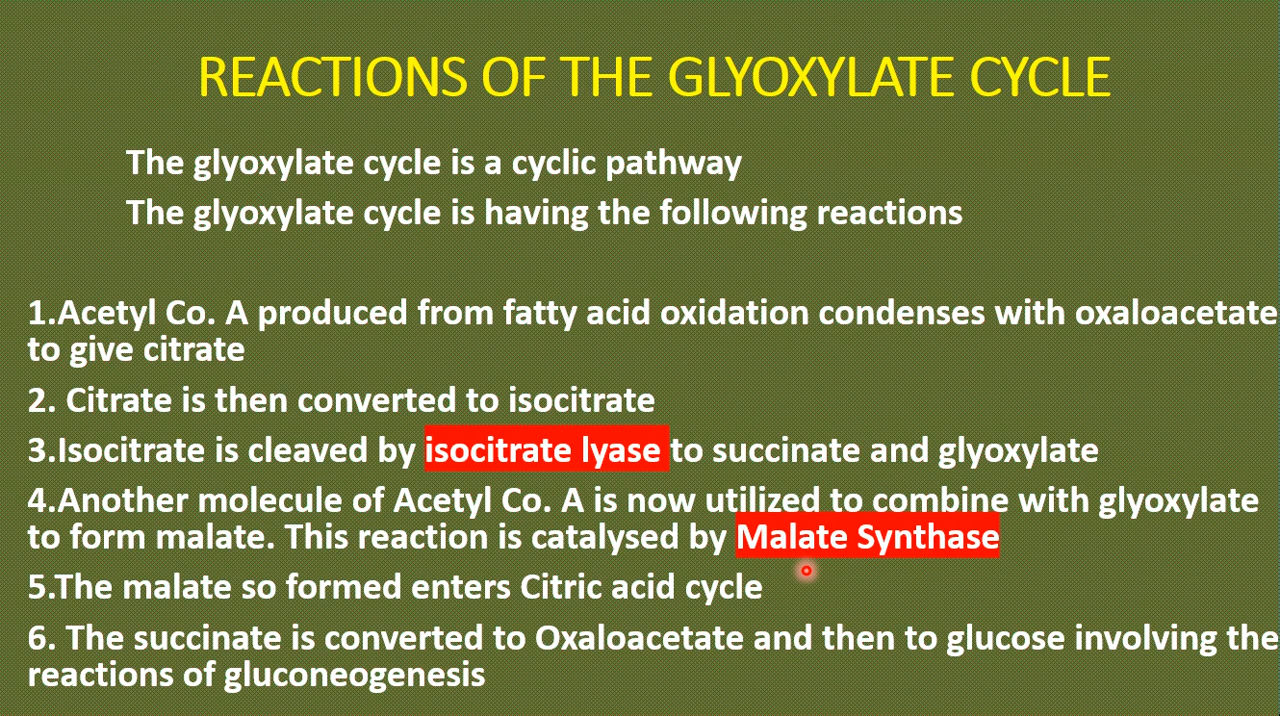 REACTIONS OF THE GLYOXYLATE CYCLE
The glyoxylate cycle is a cyclic pathway
The glyoxylate cycle is having the following reactions
1.Acetyl Co. A produced from fatty acid oxidation condenses with oxaloacetate
to give citrate
2. Citrate is then converted to isocitrate
3.Isocitrate is cleaved by isocitrate lyase to succinate and glyoxylate
4.Another molecule of Acetyl Co. A is now utilized to combine with glyoxylate
to form malate. This reaction is catalysed by Malate Synthase
5.The malate so formed enters Citric acid cycle
6. The succinate is converted to Oxaloacetate and then to glucose involving the
reactions of gluconeogenesis